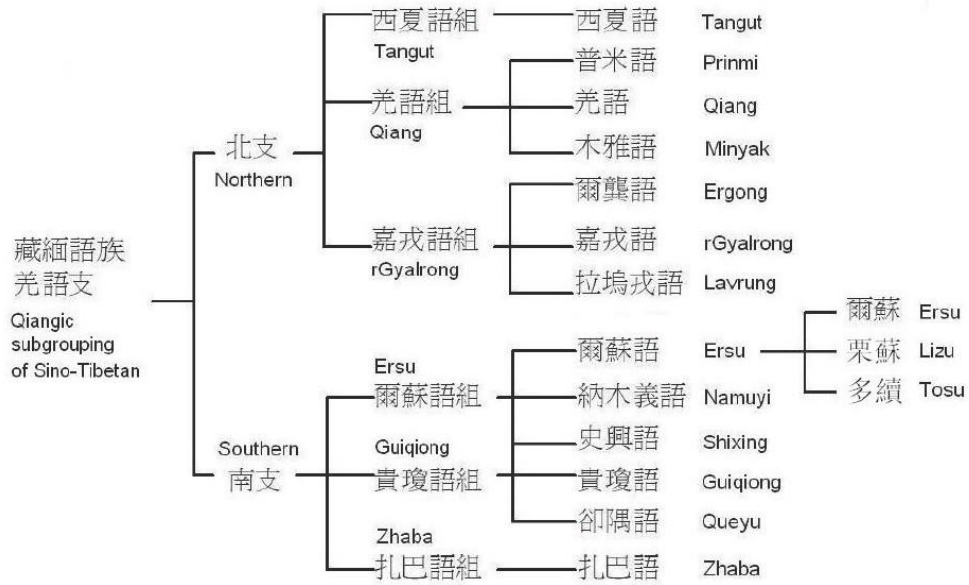 西夏語組
Tangut
西夏語 Tangut
普米語 Prinmi
羌語組
Qiang
羌語 Qiang
木雅語 Minyak
北支
Northern
爾龔語 Ergong
嘉戎語組
rGyalrong
嘉戎語 rGyalrong
拉塢戎語 Lavrung
藏緬語族
羌語支
Qiangic
subgrouping
of Sino-Tibetan
Ersu
爾蘇語組
爾蘇語 Ersu
爾蘇 Ersu
栗蘇 Lizu
多續 Tosu
納木義語 Namuyi
史興語 Shixing
Southern
南支
Guiqiong
貴瓊語組
貴瓊語 Guiqiong
卻隅語 Queyu
Zhaba
扎巴語組
扎巴語 Zhaba